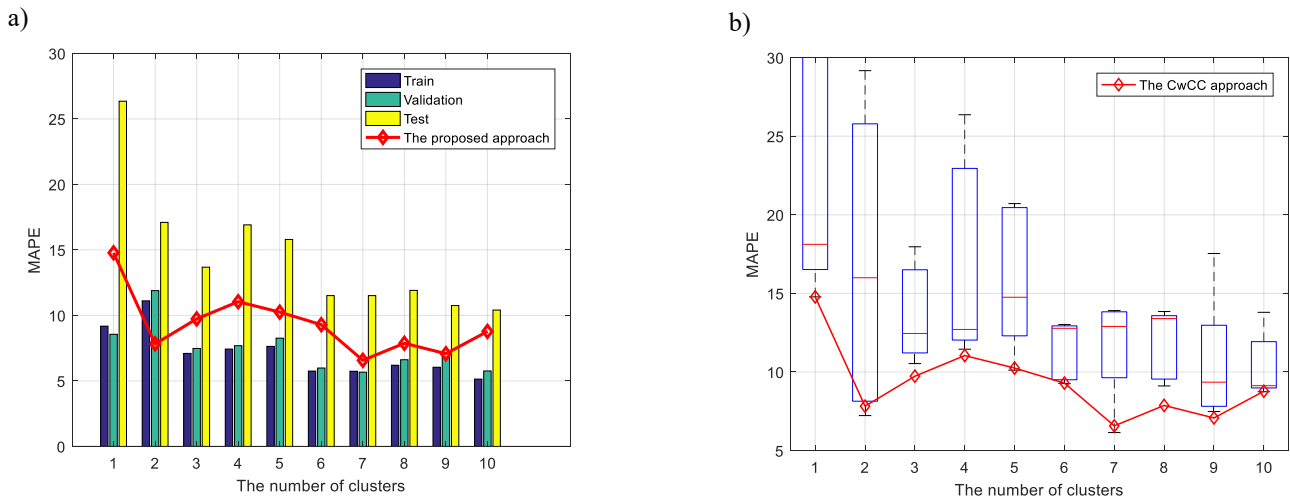 a)
30
25
20
15
10
5
0
MAPE
1 2 3 4 5 6 7 8 9 10
The number of clusters
Train
Validation
Test
The proposed approach
b)
30
25
20
15
10
5
MAPE
1 2 3 4 5 6 7 8 9 10
The number of clusters
The CwCC approach